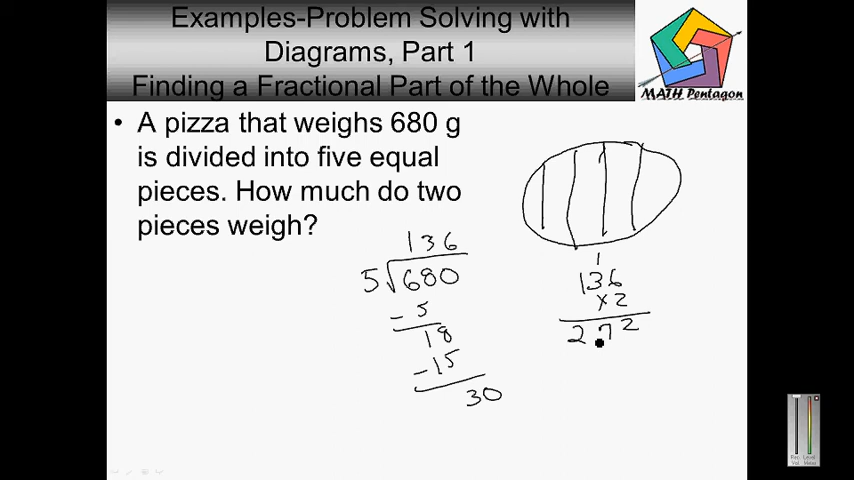 Examples-Problem Solving with
Diagrams, Part 1
Finding a Fractional Part of the Whole
MATH Pentagon
• A pizza that weighs 680 g
is divided into five equal
pieces. How much do two
pieces weigh?
136
5 680
- 5
18
- 15
30
1
136
x 2
272